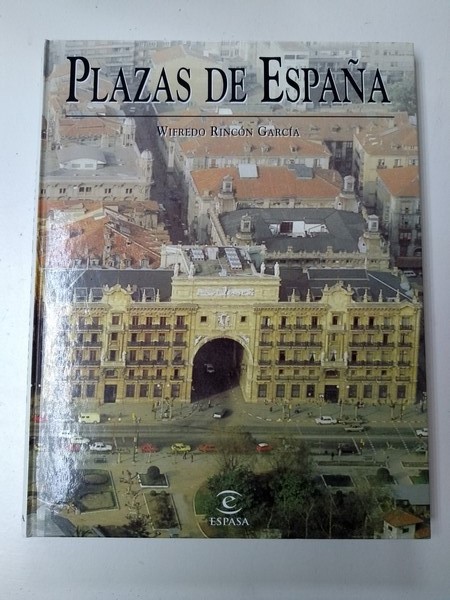 PLAZAS DE ESPAÑA
WIFREDO RINCÓN GARCÍA
e
ESPASA